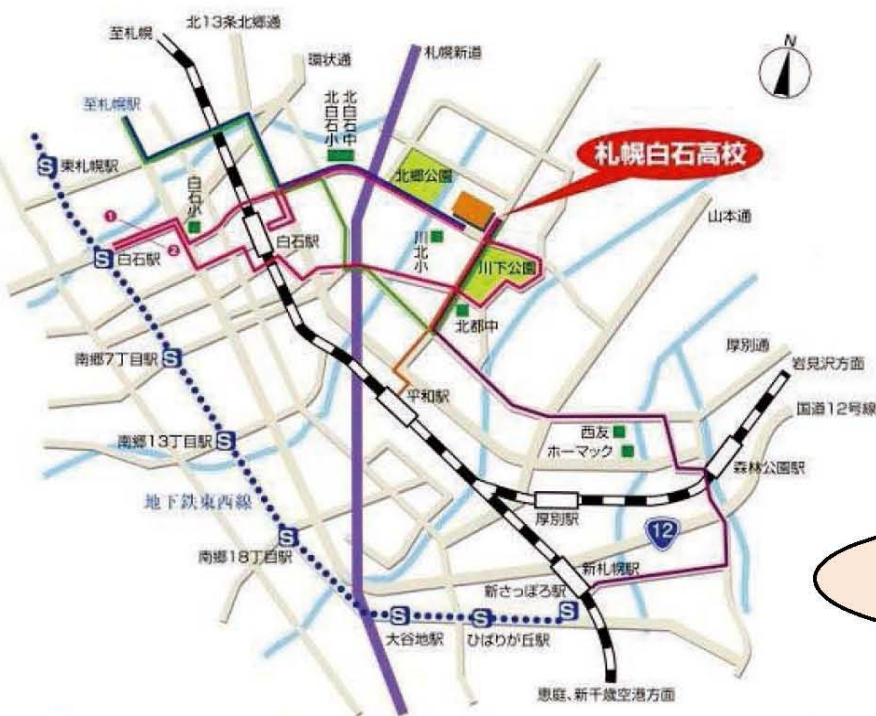 北13条北郷通
至札幌
環状通
札幌新道
N
至札幌駅
北白石中
北白石小
札幌白石高校
S
東札幌駅
白石小
北郷公園
山本通
❶
❷
白石駅
川北小
S
白石駅
川下公園
北都中
厚別通
岩見沢方面
南郷7丁目駅
S
平和駅
国道12号線
西友
ホーマック
南郷13丁目駅
S
森林公園駅
地下鉄東西線
厚別駅
12
南郷18丁目駅
S
新札幌駅
新さっぽろ駅
S
S
S
大谷地駅
ひばりが丘駅
恵庭、新千歳空港方面